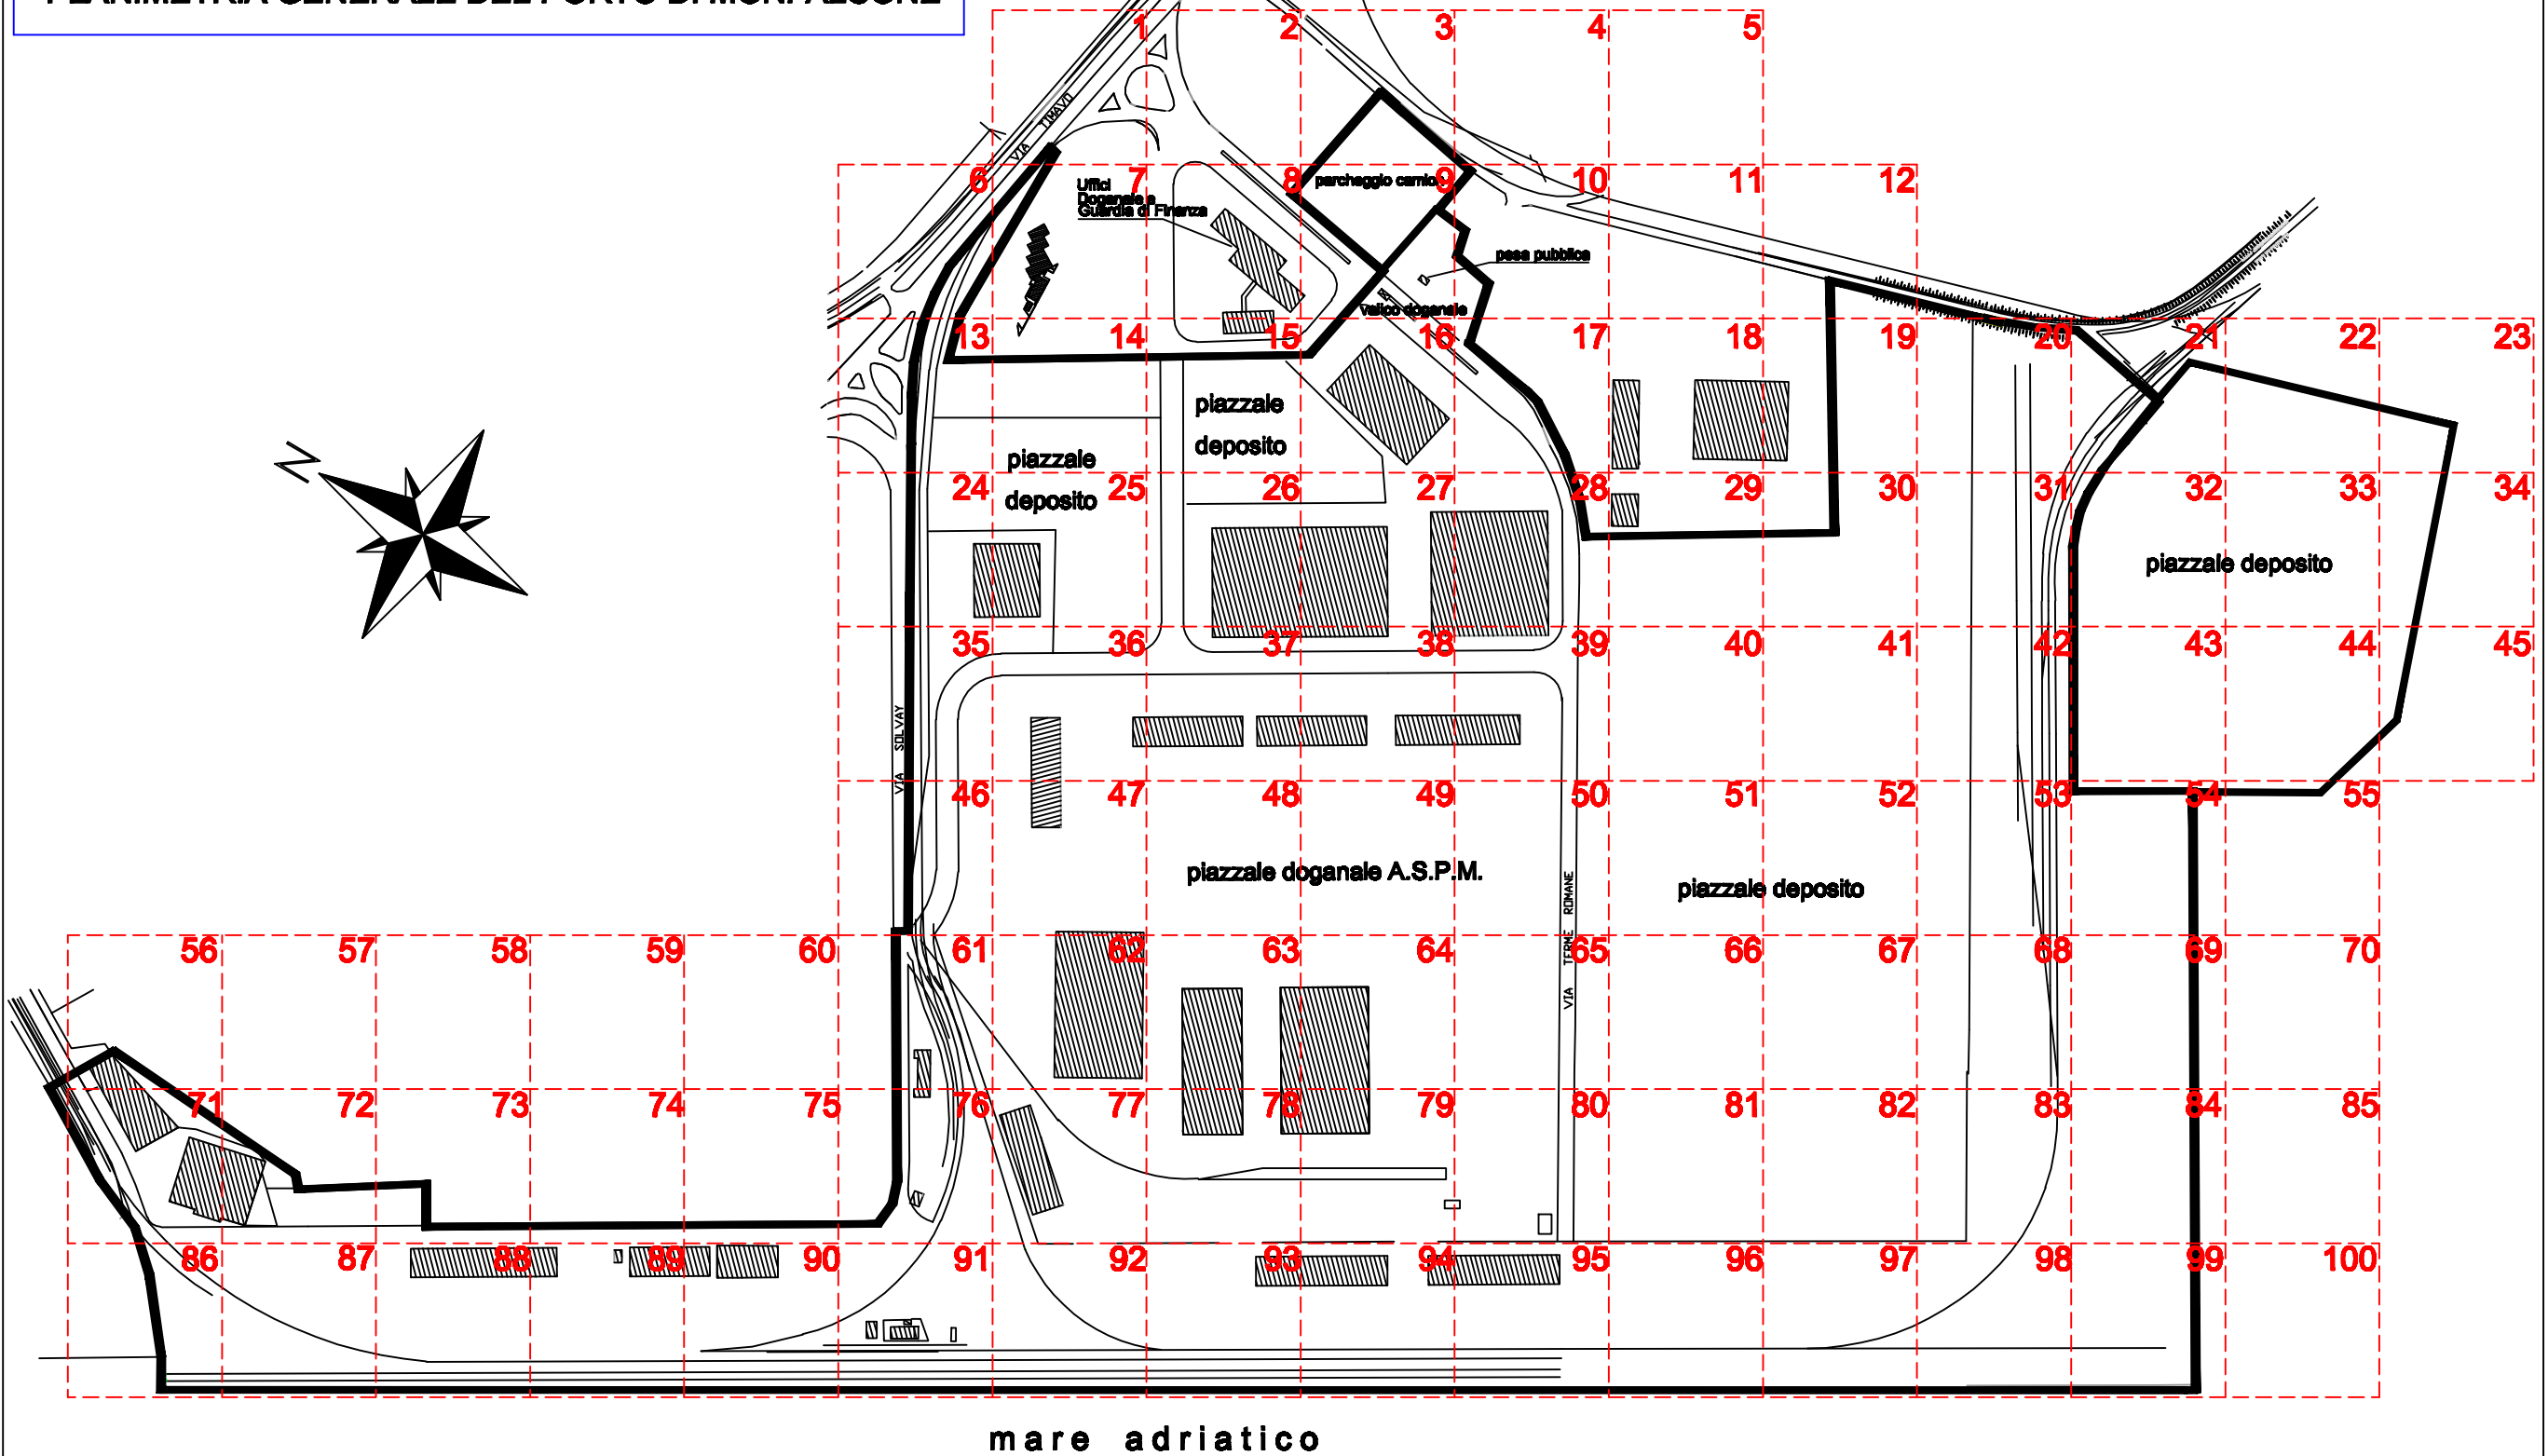 PLANIMETRIA GENERALE DEL PORTO DI MONFALCONE
1 2 3 4 5
VIA TIMAVO
6 7 8 9 10 11 12
parcheggio camion
Uffici
Doganale e
Guardia di Finanza
pesa pubblica
valico doganale
13 14 15 16 17 18 19 20 21 22 23
piazzale
deposito
piazzale
deposito
N
24 25 26 27 28 29 30 31 32 33 34
piazzale deposito
35 36 37 38 39 40 41 42 43 44 45
VIA SOLVAY
46 47 48 49 50 51 52 53 54 55
piazzale doganale A.S.P.M.
piazzale deposito
VIA TERME ROMANE
56 57 58 59 60 61 62 63 64 65 66 67 68 69 70
71 72 73 74 75 76 77 78 79 80 81 82 83 84 85
86 87 88 89 90 91 92 93 94 95 96 97 98 99 100
mare adriatico